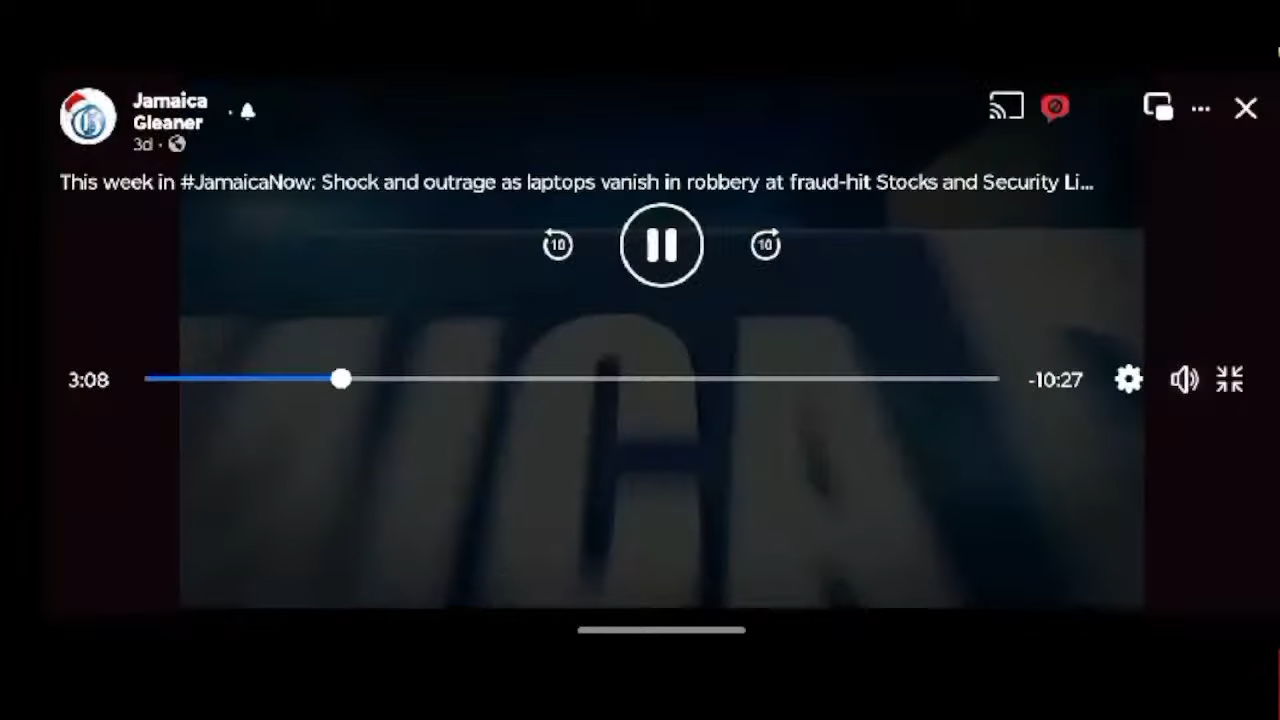 Jamaica
Gleaner
3d ·
This week in #JamaicaNow: Shock and outrage as laptops vanish in robbery at fraud-hit Stocks and Security Li...
10
10
3:08
-10:27
ICA